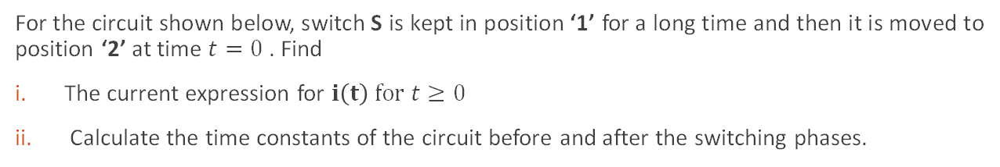 For the circuit shown below, switch S is kept in position ‘1’ for a long time and then it is moved to
position ‘2’ at time t = 0 . Find
i. The current expression for i(t) for t ≥ 0
ii. Calculate the time constants of the circuit before and after the switching phases.